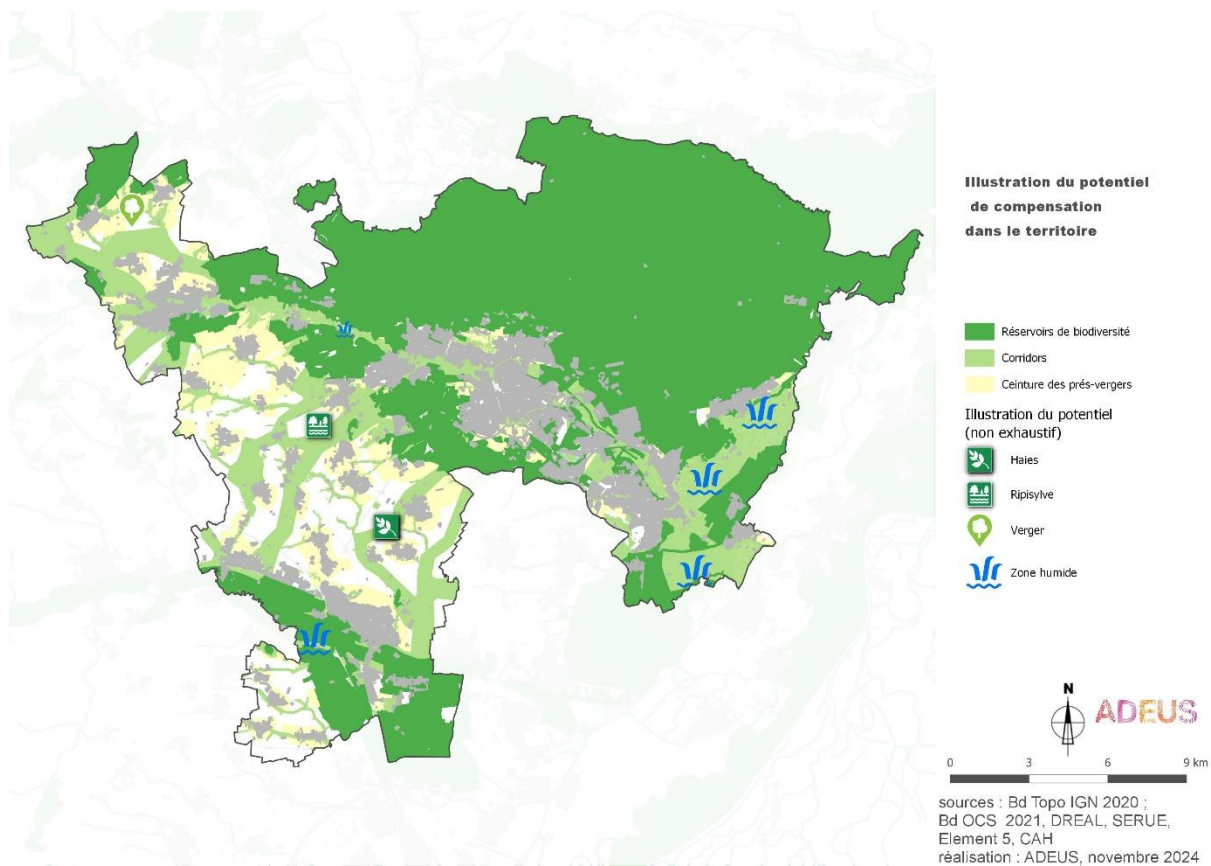 Illustration du potentiel
de compensation
dans le territoire
Réservoirs de biodiversité
Corridors
Ceinture des prés-vergers
Illustration du potentiel
(non exhaustif)
Haies
Ripisylve
Verger
Zone humide
N
ADEUS
0 3 6 9 km
sources : Bd Topo IGN 2020 ;
Bd OCS 2021, DREAL, SERUE,
Element 5, CAH
réalisation : ADEUS, novembre 2024